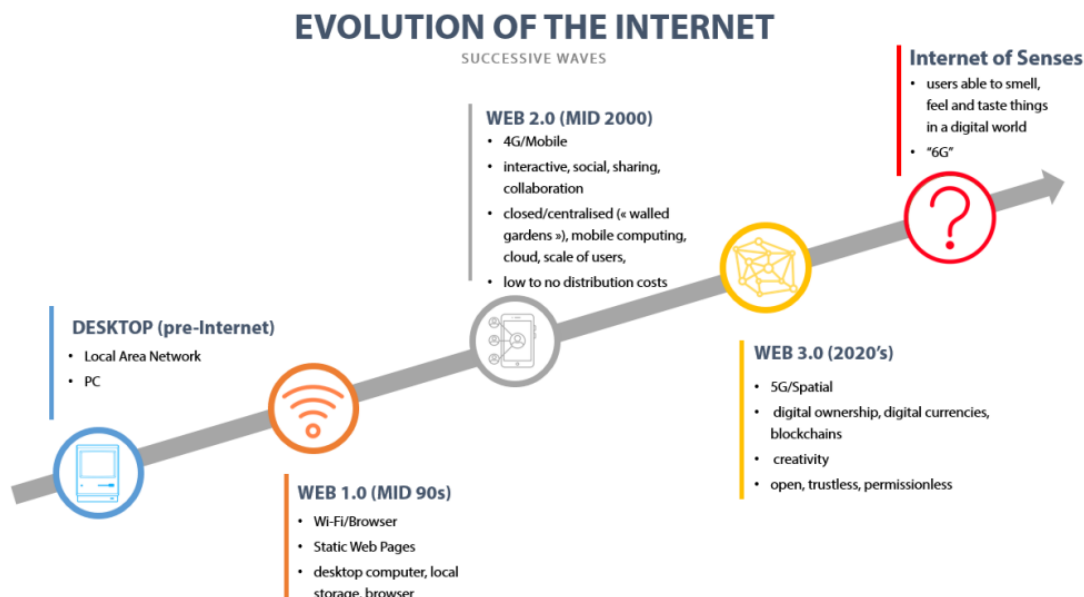 EVOLUTION OF THE INTERNET
SUCCESSIVE WAVES
DESKTOP (pre-Internet)
• Local Area Network
• PC
WEB 1.0 (MID 90s)
• Wi-Fi/Browser
• Static Web Pages
• desktop computer, local
storage, browser
WEB 2.0 (MID 2000)
• 4G/Mobile
• interactive, social, sharing,
collaboration
• closed/centralised (« walled
gardens »), mobile computing,
cloud, scale of users,
• low to no distribution costs
WEB 3.0 (2020’s)
• 5G/Spatial
• digital ownership, digital currencies,
blockchains
• creativity
• open, trustless, permissionless
Internet of Senses
• users able to smell,
feel and taste things
in a digital world
• “6G”
?